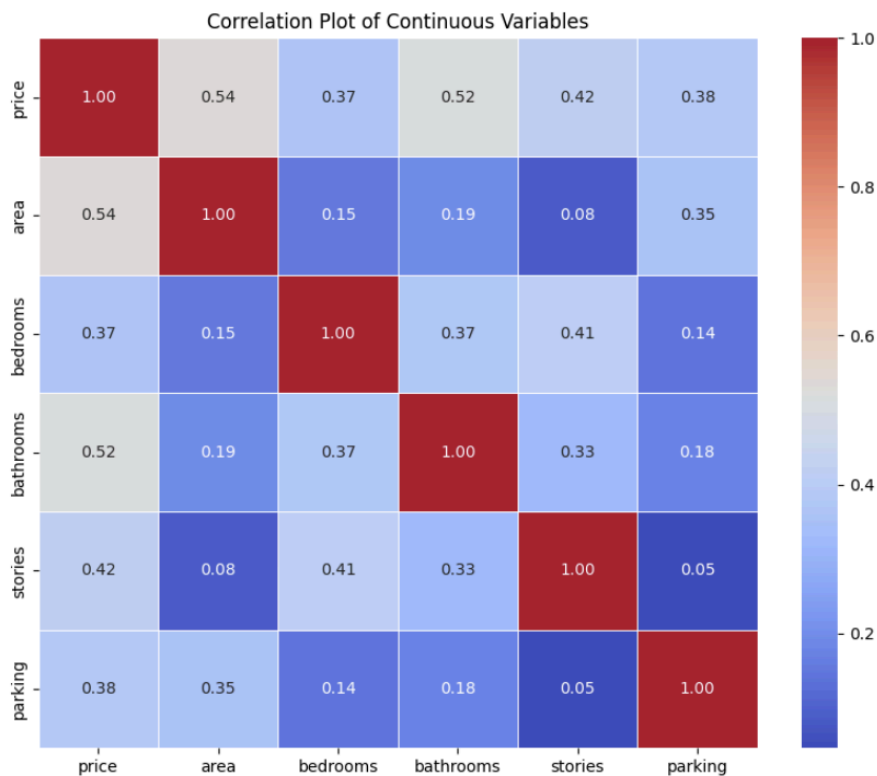 Correlation Plot of Continuous Variables
price 1.00 0.54 0.37 0.52 0.42 0.38
area 0.54 1.00 0.15 0.19 0.08 0.35
bedrooms 0.37 0.15 1.00 0.37 0.41 0.14
bathrooms 0.52 0.19 0.37 1.00 0.33 0.18
stories 0.42 0.08 0.41 0.33 1.00 0.05
parking 0.38 0.35 0.14 0.18 0.05 1.00
price area bedrooms bathrooms stories parking
1.0
0.8
0.6
0.4
0.2